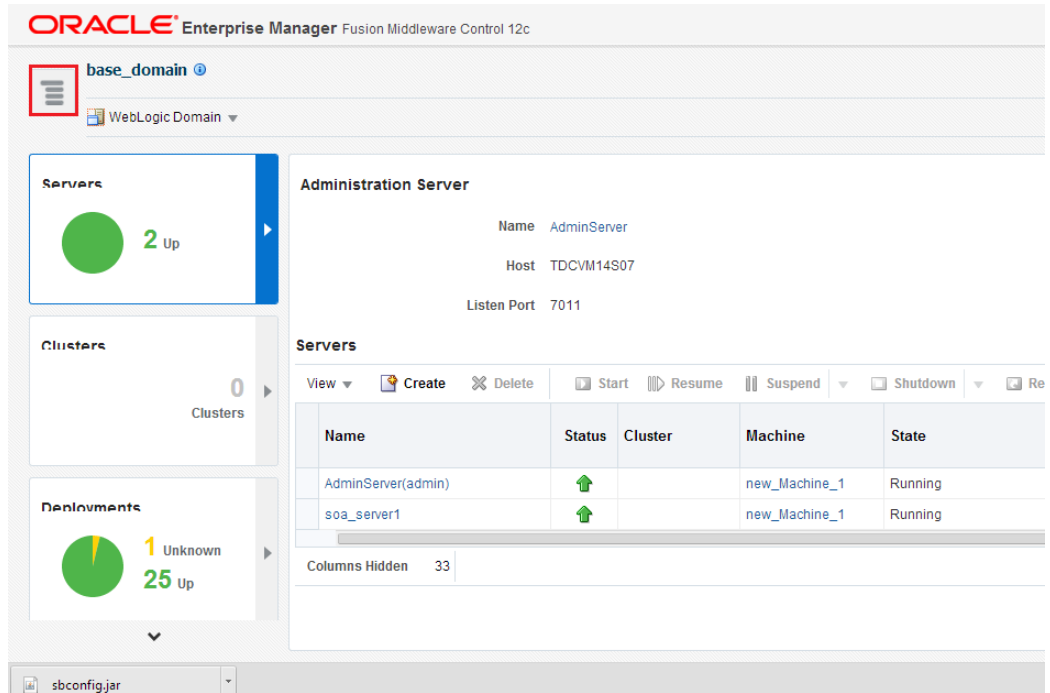 ORACLE Enterprise Manager Fusion Middleware Control 12c
base_domain
WebLogic Domain
Servers
2 Up
Clusters
0
Clusters
Deployments
1 Unknown
25 Up
Administration Server
Name AdminServer
Host TDCVM14S07
Listen Port 7011
Servers
View Create Delete Start Resume Suspend Shutdown Re
Name Status Cluster Machine State
AdminServer(admin) new_Machine_1 Running
soa_server1 new_Machine_1 Running
Columns Hidden 33
sbconfig.jar